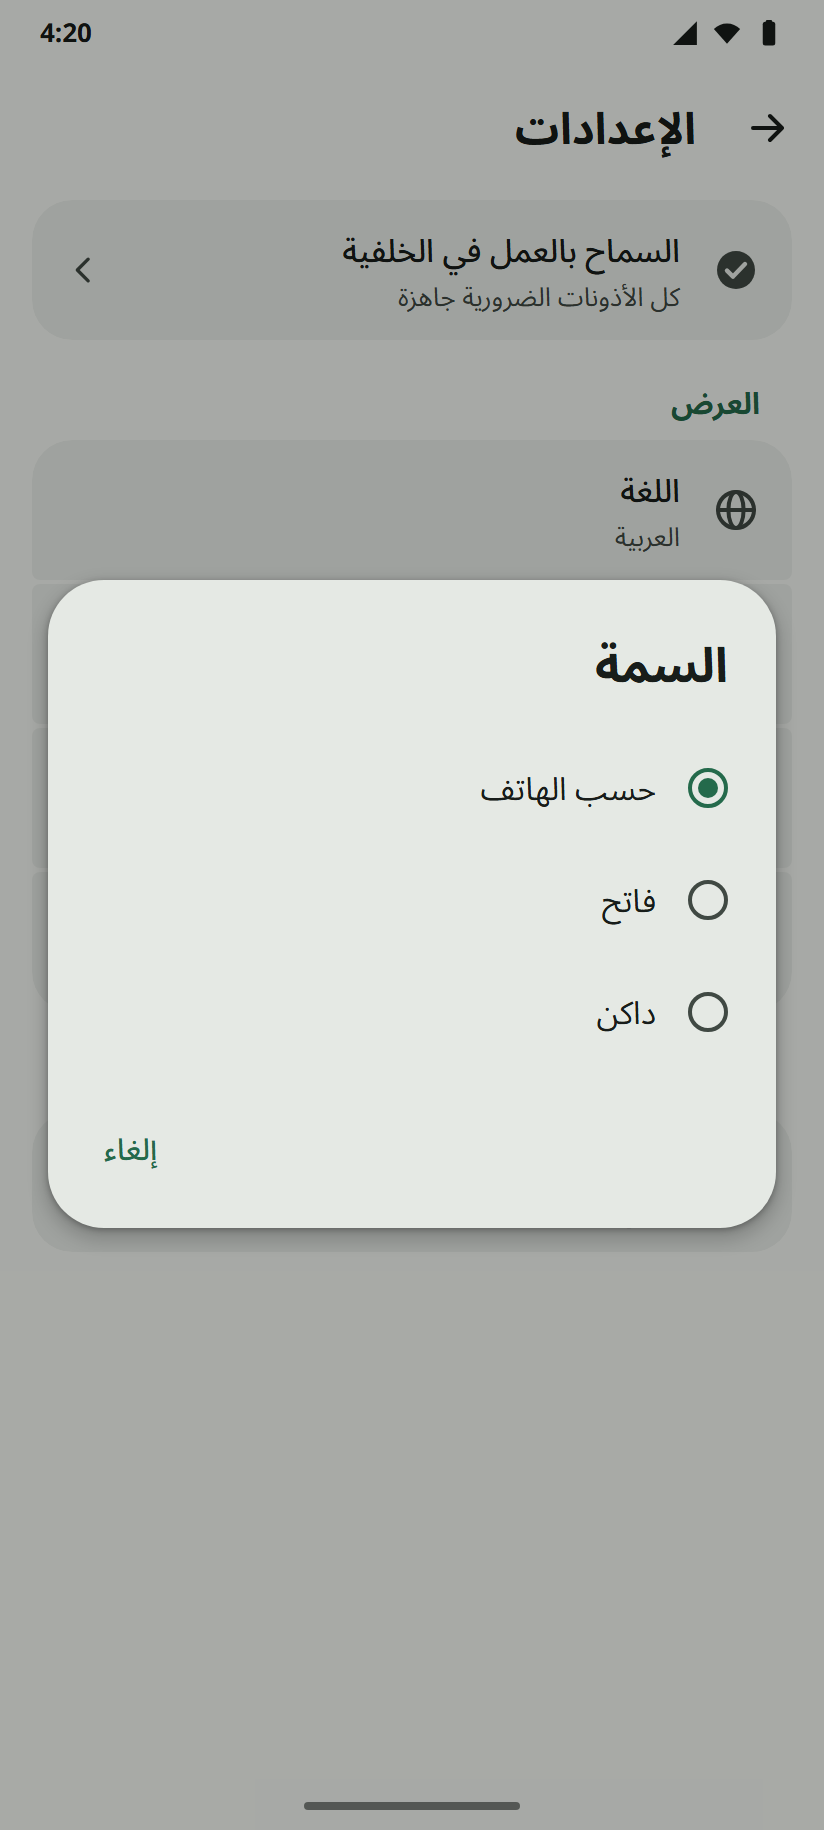 4:20
الإعدادات
السماح بالعمل في الخلفية
كل الأذونات الضرورية جاهزة
العرض
اللغة
العربية
السمة
حسب الهاتف
فاتح
داكن
إلغاء